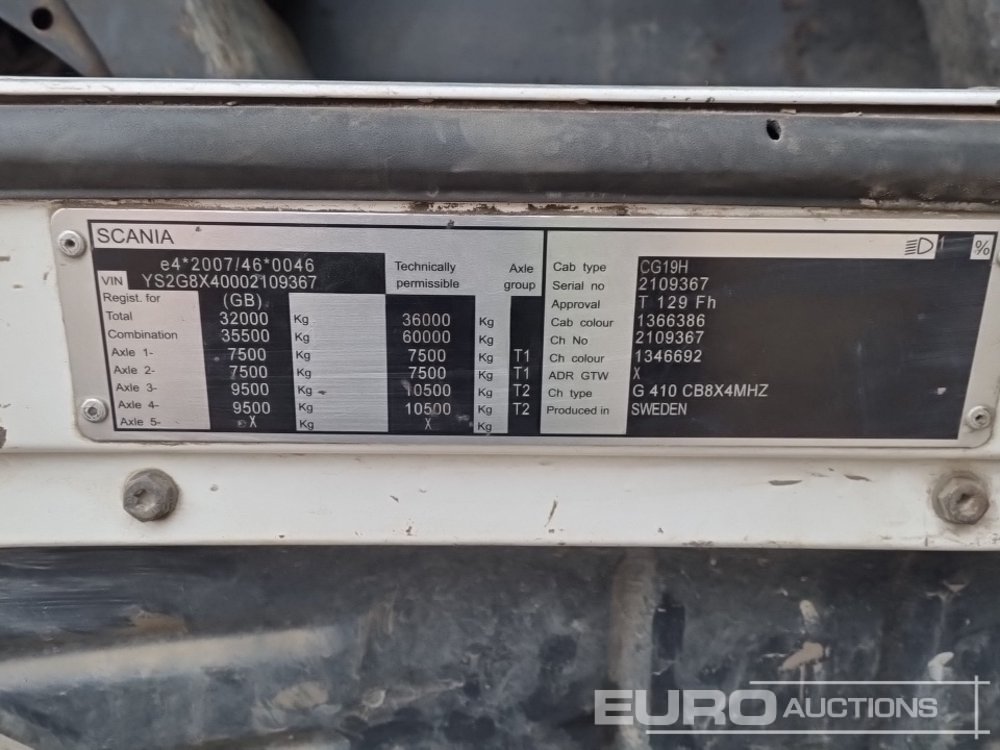 SCANIA
e4*2007/46*0046
VIN YS2G8X40002109367
Regist. for (GB)
Technically permissible
Axle group
Total 32000 Kg 36000 Kg
Combination 35500 Kg 60000 Kg
Axle 1- 7500 Kg 7500 Kg T1
Axle 2- 7500 Kg 7500 Kg T1
Axle 3- 9500 Kg 10500 Kg T2
Axle 4- 9500 Kg 10500 Kg T2
Axle 5- X Kg X Kg
1 %
Cab type CG19H
Serial no 2109367
Approval T 129 Fh
Cab colour 1366386
Ch No 2109367
Ch colour 1346692
ADR GTW X
Ch type G 410 CB8X4MHZ
Produced in SWEDEN
EURO AUCTIONS